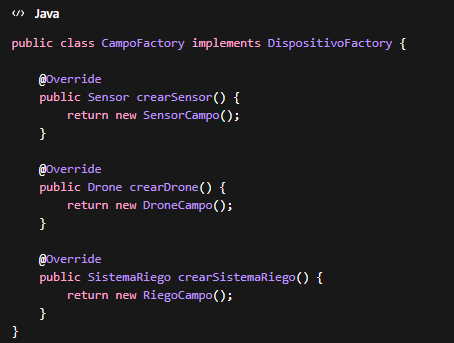 </> Java
public class CampoFactory implements DispositivoFactory {
@Override
public Sensor crearSensor() {
return new SensorCampo();
}
@Override
public Drone crearDrone() {
return new DroneCampo();
}
@Override
public SistemaRiego crearSistemaRiego() {
return new RiegoCampo();
}
}